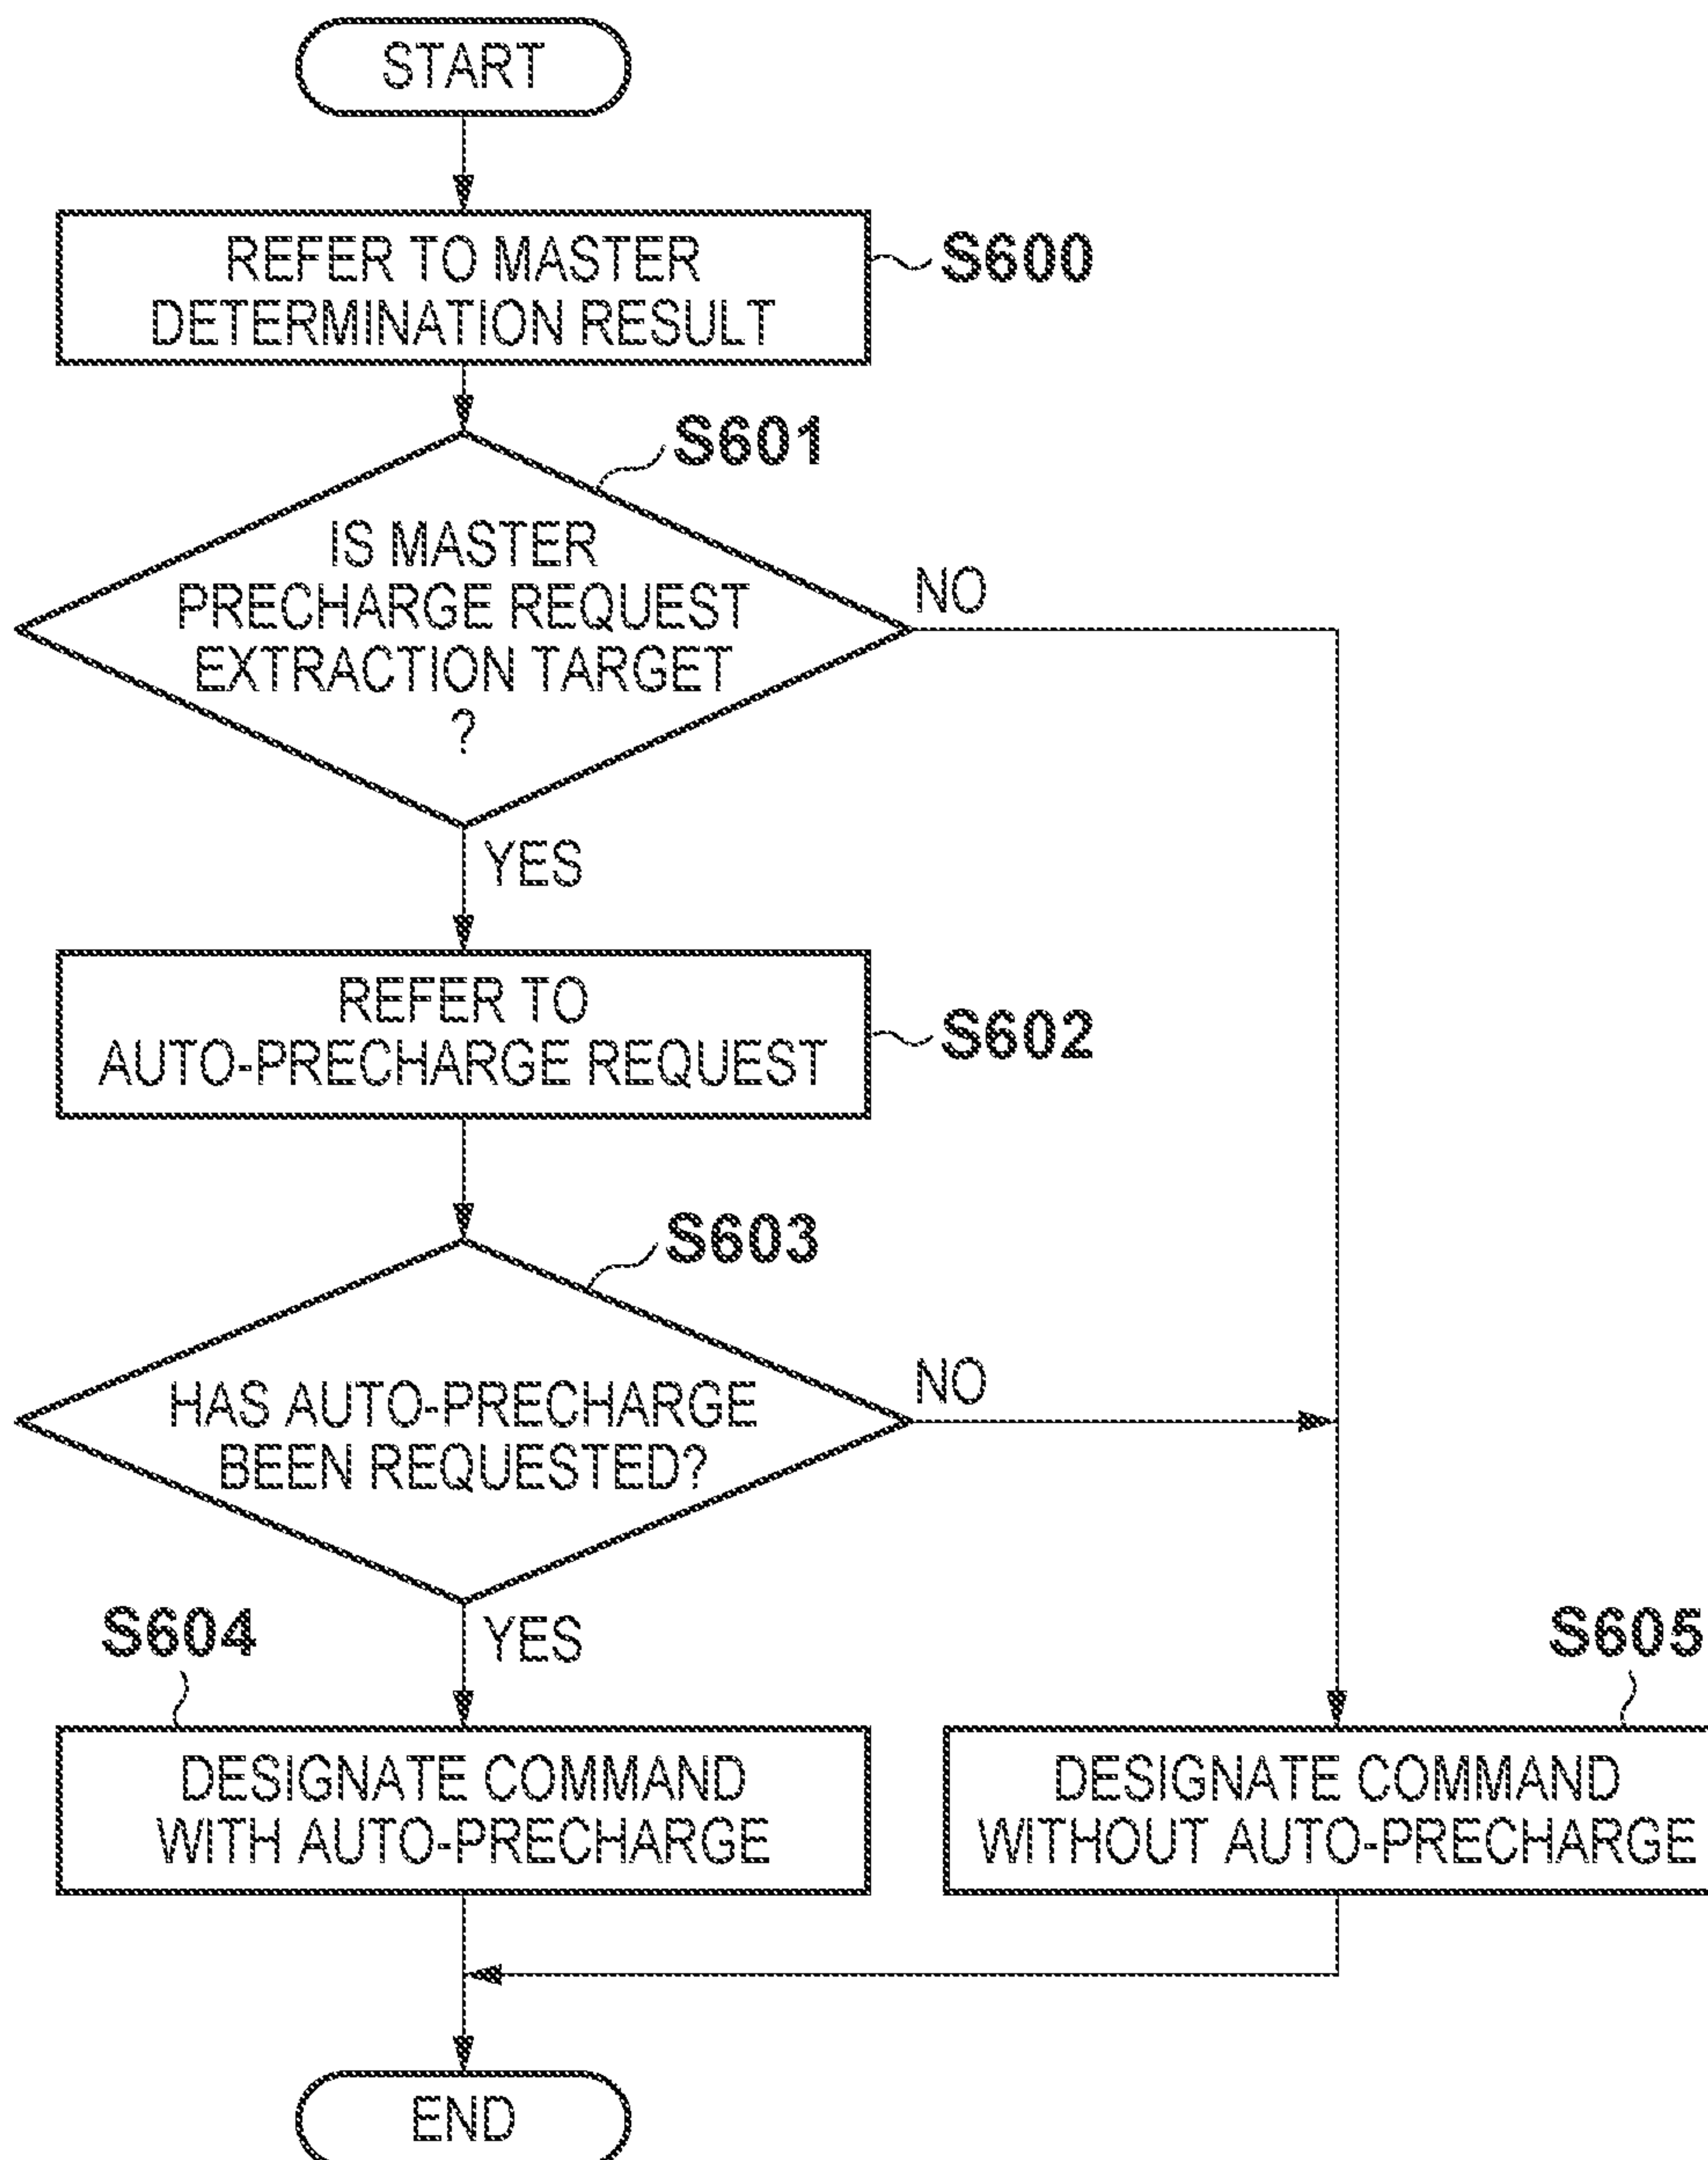 START
REFER TO MASTER
DETERMINATION RESULT
S600
S601
IS MASTER
PRECHARGE REQUEST
EXTRACTION TARGET
?
NO
YES
REFER TO
AUTO-PRECHARGE REQUEST
S602
S603
HAS AUTO-PRECHARGE
BEEN REQUESTED?
NO
YES
S604
DESIGNATE COMMAND
WITH AUTO-PRECHARGE
S605
DESIGNATE COMMAND
WITHOUT AUTO-PRECHARGE
END